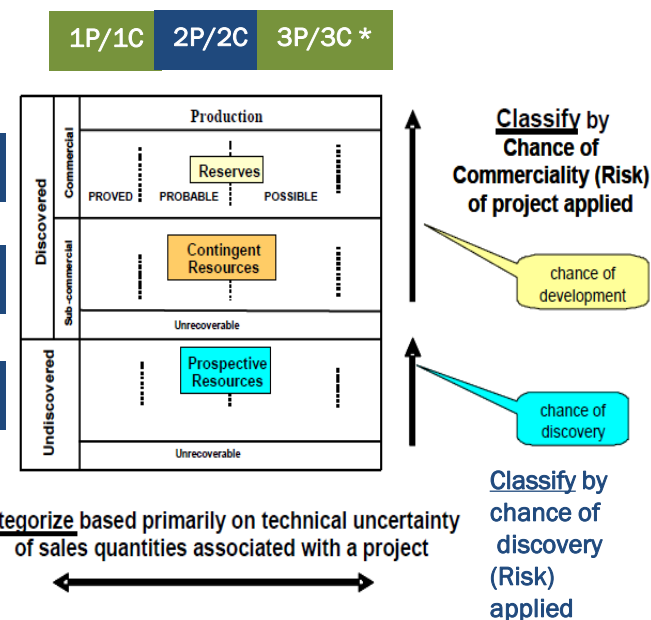 1P/1C 2P/2C 3P/3C *
Production
Reserves
PROVED PROBABLE POSSIBLE
Discovered
Commercial
Contingent
Resources
Sub-commercial
Unrecoverable
Undiscovered
Prospective
Resources
Unrecoverable
Classify by
Chance of
Commerciality (Risk)
of project applied
chance of
development
chance of
discovery
tegorize based primarily on technical uncertainty
of sales quantities associated with a project
Classify by
chance of
discovery
(Risk)
applied